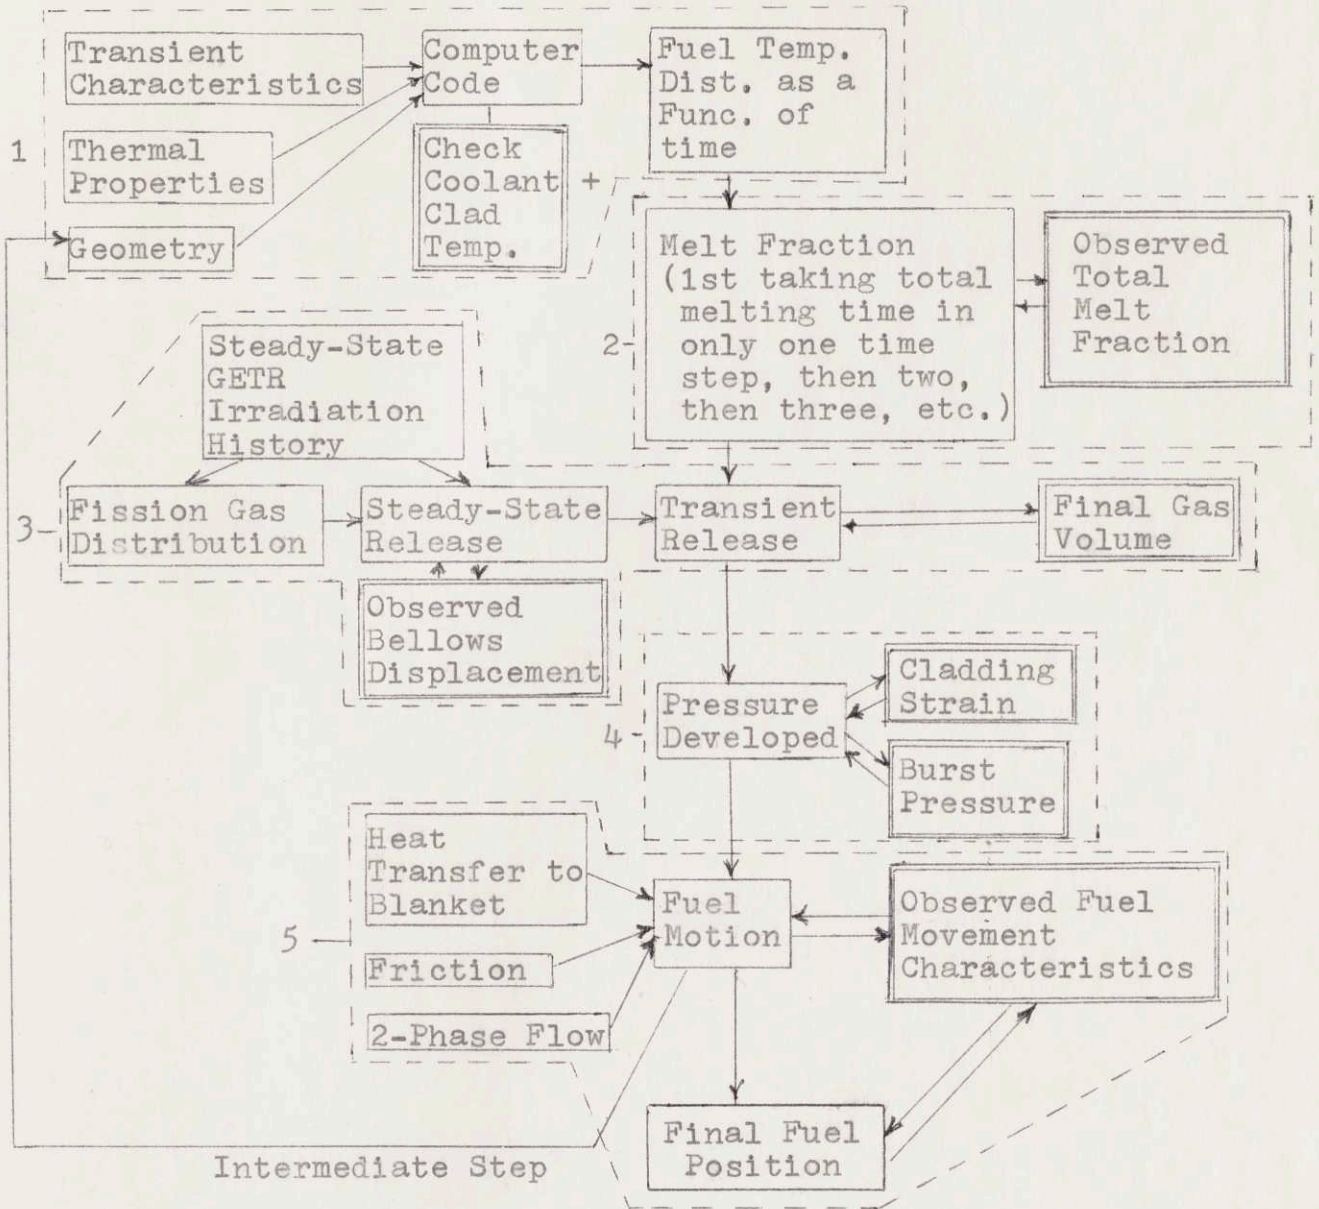 Transient
Characteristics
Computer
Code
Fuel Temp.
Dist. as a
Func. of
time
1
Thermal
Properties
Check
Coolant +
Clad
Temp.
Geometry
Melt Fraction
(1st taking total
melting time in
only one time
step, then two,
then three, etc.)
2-
Observed
Total
Melt
Fraction
Steady-State
GETR
Irradiation
History
3
Fission Gas
Distribution
Steady-State
Release
Transient
Release
Final Gas
Volume
Observed
Bellows
Displacement
4
Pressure
Developed
Cladding
Strain
Burst
Pressure
5
Heat
Transfer to
Blanket
Friction
2-Phase Flow
Fuel
Motion
Observed Fuel
Movement
Characteristics
Final Fuel
Position
Intermediate Step